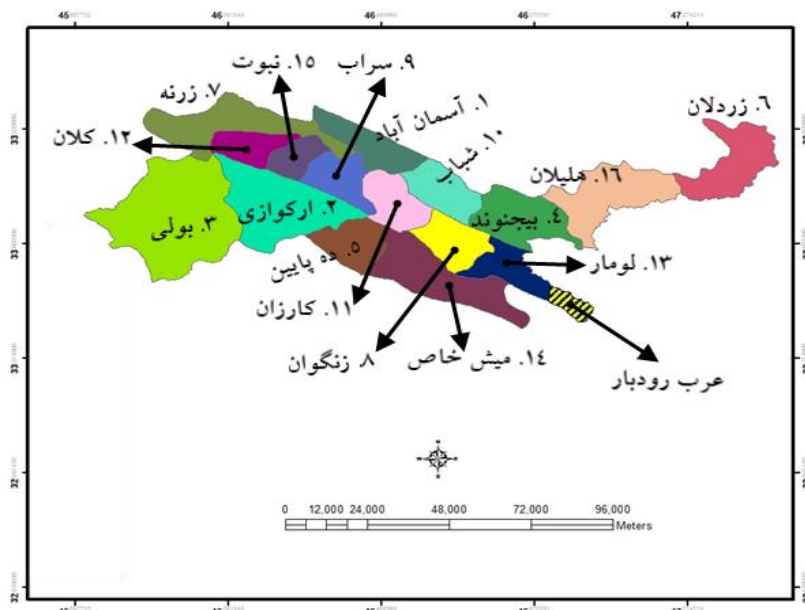 ۹. سراب
۱۵. نبوت
۷. زرنه
۱. آسمان آباد
۶. زردلان
۱۲. کلان
۱۰. شباب
۱۶. هلیلان
۲. ارکوازی
۴. بیجنوند
۳. بولی
۵. ده پایین
۱۳. لومار
۱۱. کارزان
۸. زنگوان
۱۴. میش خاص
عرب رودبار
N
W E
S
0 12,000 24,000 48,000 72,000 96,000
Meters